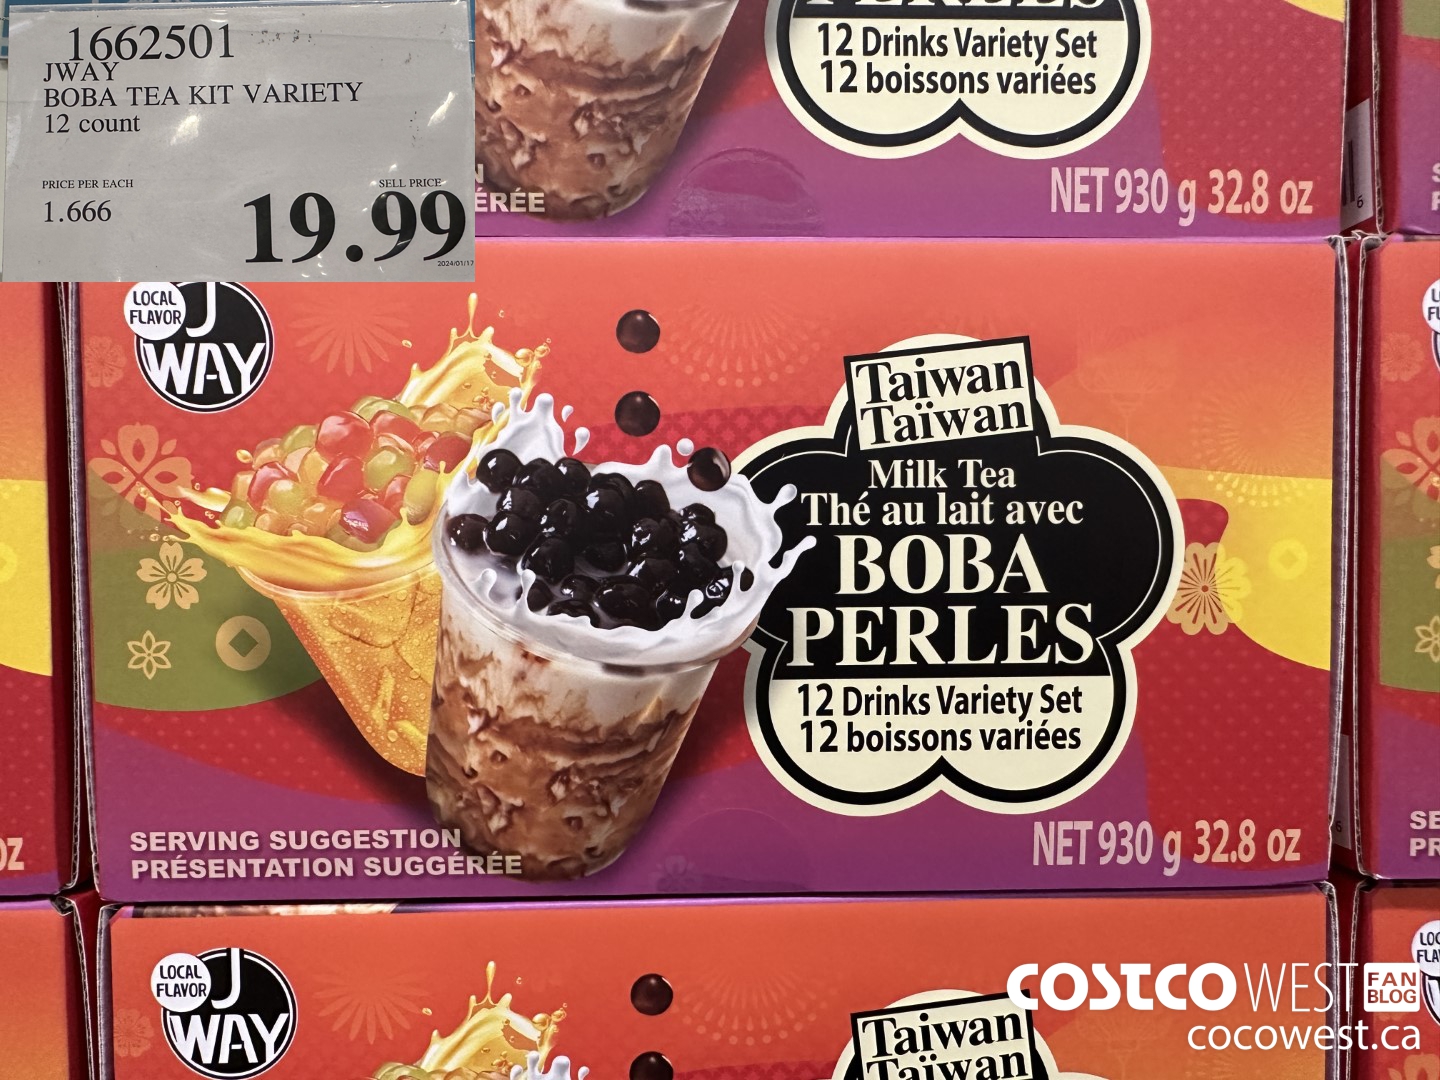 1662501
JWAY
BOBA TEA KIT VARIETY
12 count
PRICE PER EACH
1.666
SELL PRICE
19.99
PERLES
12 Drinks Variety Set
12 boissons variées
NET 930 g 32.8 oz
LOCAL
FLAVOR
J
WAY
Taiwan
Taïwan
Milk Tea
Thé au lait avec
BOBA
PERLES
12 Drinks Variety Set
12 boissons variées
SERVING SUGGESTION
PRÉSENTATION SUGGÉRÉE
NET 930 g 32.8 oz
LOCAL
FLAVOR
J
WAY
Taiwan
Taïwan
COSTCO WEST FAN
BLOG
cocowest.ca